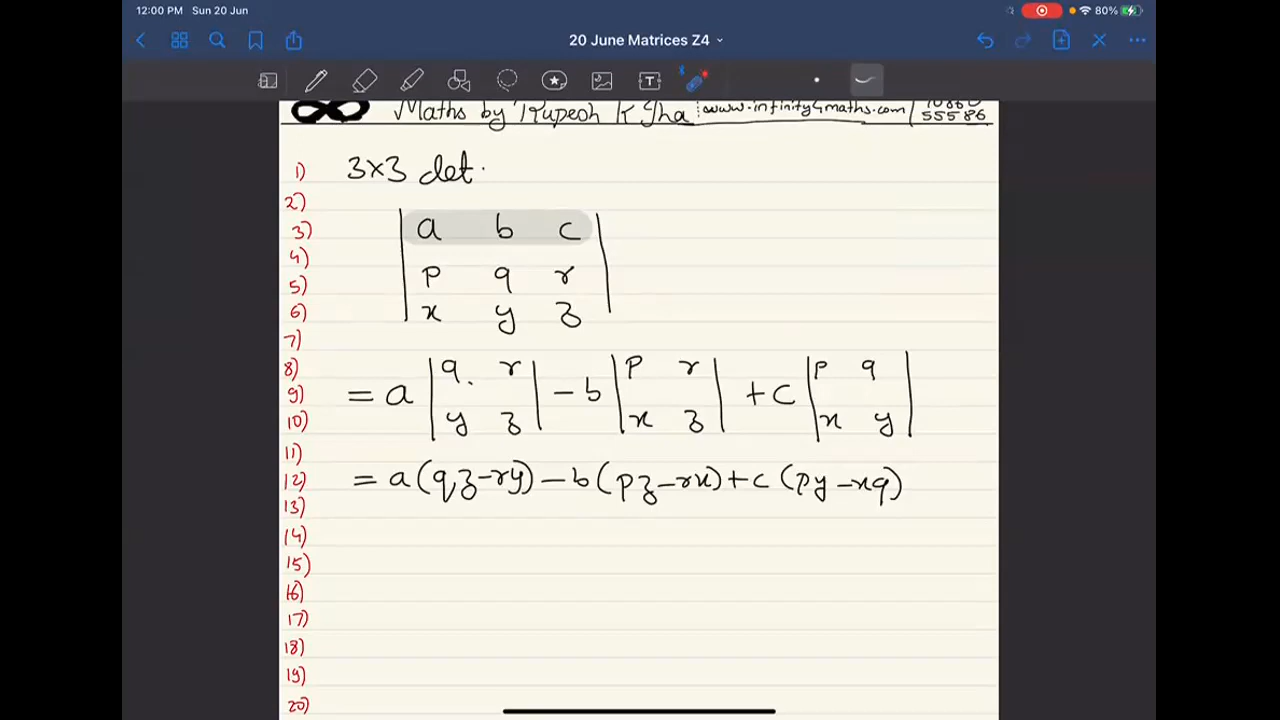 12:00 PM Sun 20 Jun 80%
20 June Matrices Z4
Maths by Rupesh K Jha www.infinity4maths.com 55586
1) 3×3 det.
2)
3) a b c
4)
5) p q r
6) x y z
7)
8) q r p r p q
9) = a - b + c
10) y z x z x y
11)
12) = a(qz-ry) - b(pz-rx) + c(py-xq)
13)
14)
15)
16)
17)
18)
19)
20)